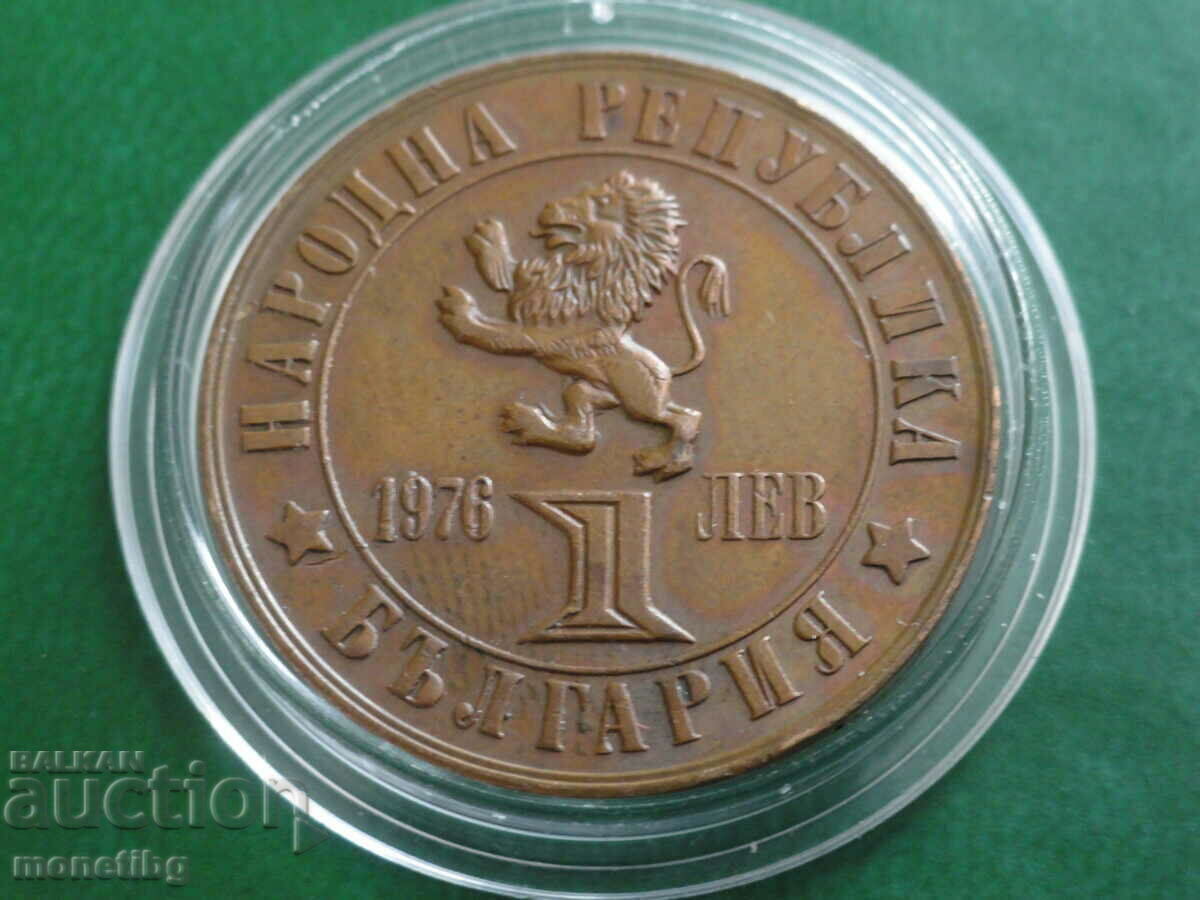 НАРОДНА РЕПУБЛИКА
1976 1 ЛЕВ
БЪЛГАРИЯ
BALKAN
auction
monetibg